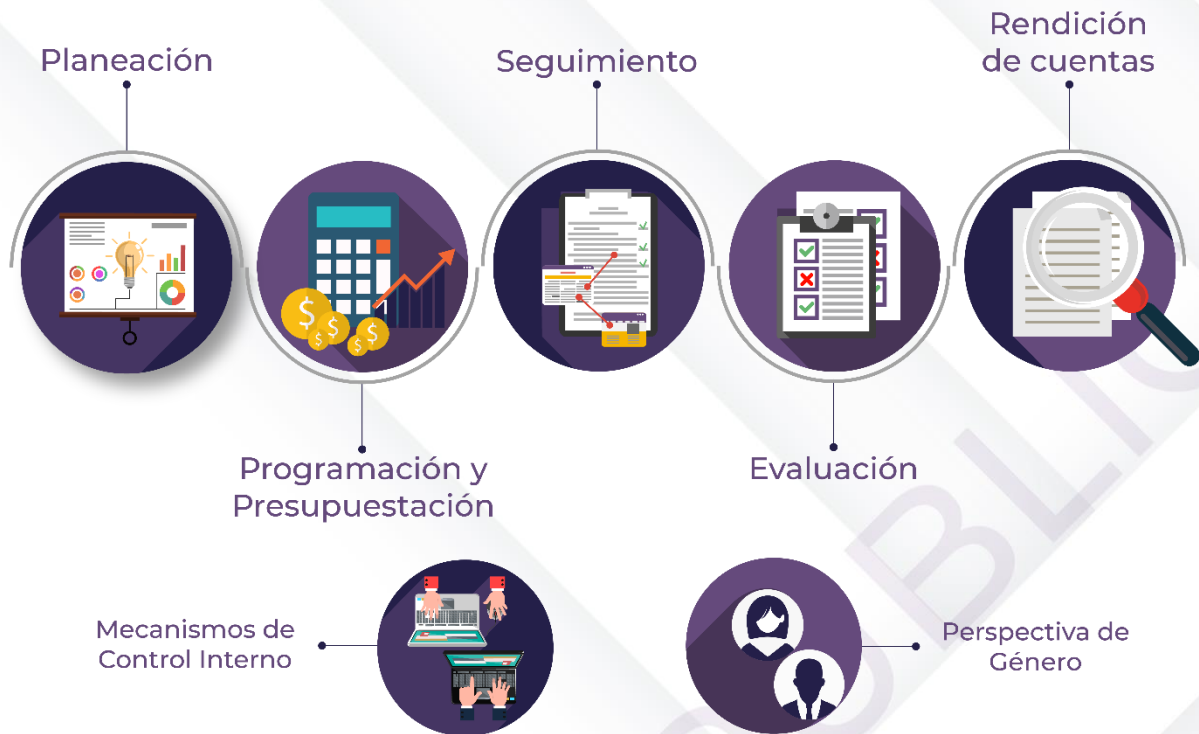 Planeación
Seguimiento
Rendición
de cuentas
Programación y
Presupuestación
Evaluación
Mecanismos de
Control Interno
Perspectiva de
Género